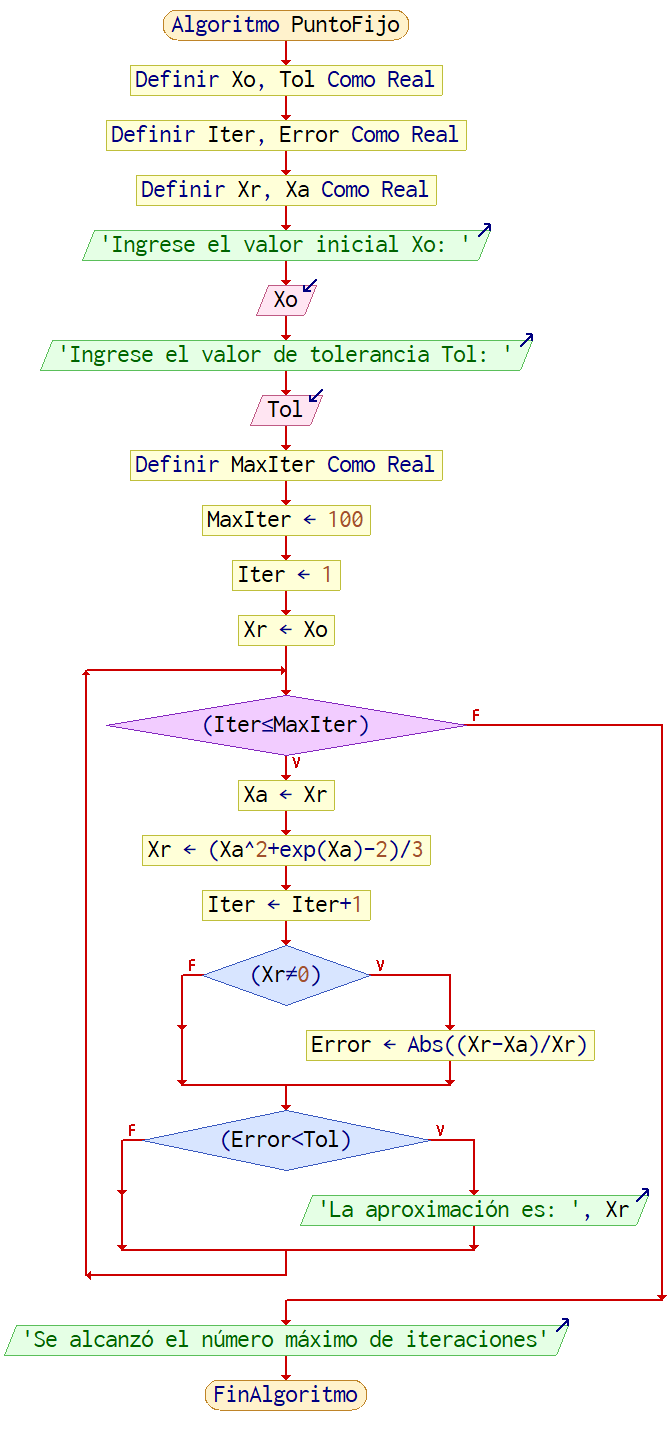 Algoritmo PuntoFijo
Definir Xo, Tol Como Real
Definir Iter, Error Como Real
Definir Xr, Xa Como Real
'Ingrese el valor inicial Xo: '
Xo
'Ingrese el valor de tolerancia Tol: '
Tol
Definir MaxIter Como Real
MaxIter ← 100
Iter ← 1
Xr ← Xo
(Iter≤MaxIter)
F
V
Xa ← Xr
Xr ← (Xa^2+exp(Xa)-2)/3
Iter ← Iter+1
F
(Xr≠0)
V
Error ← Abs((Xr-Xa)/Xr)
F
(Error<Tol)
V
'La aproximación es: ', Xr
'Se alcanzó el número máximo de iteraciones'
FinAlgoritmo